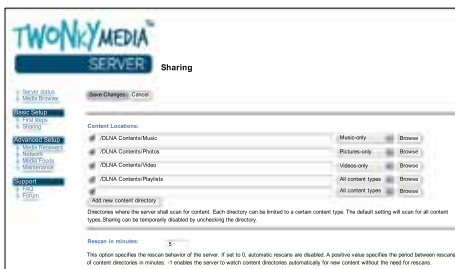 TWONKYMEDIA
SERVER
Sharing
Server status
Media Browser
Save Changes Cancel
Basic Setup
First steps
Sharing
Advanced Setup
Media Receivers
Network
Media Feeds
Maintenance
Support
FAQ
Forum
Content Locations:
/DLNA Contents/Music Music-only Browse
/DLNA Contents/Photos Pictures-only Browse
/DLNA Contents/Video Videos-only Browse
/DLNA Contents/Playlists All content types Browse
All content types Browse
Add new content directory
Directories where the server shall scan for content. Each directory can be limited to a certain content type. The default setting will scan for all content
types.Sharing can be temporarily disabled by unchecking the directory.
Rescan in minutes: 5
This option specifies the rescan behavior of the server. If set to 0, automatic rescans are disabled. A positive value specifies the period between rescans
of content directories in minutes. -1 enables the server to watch content directories automatically for new content without the need for rescans.